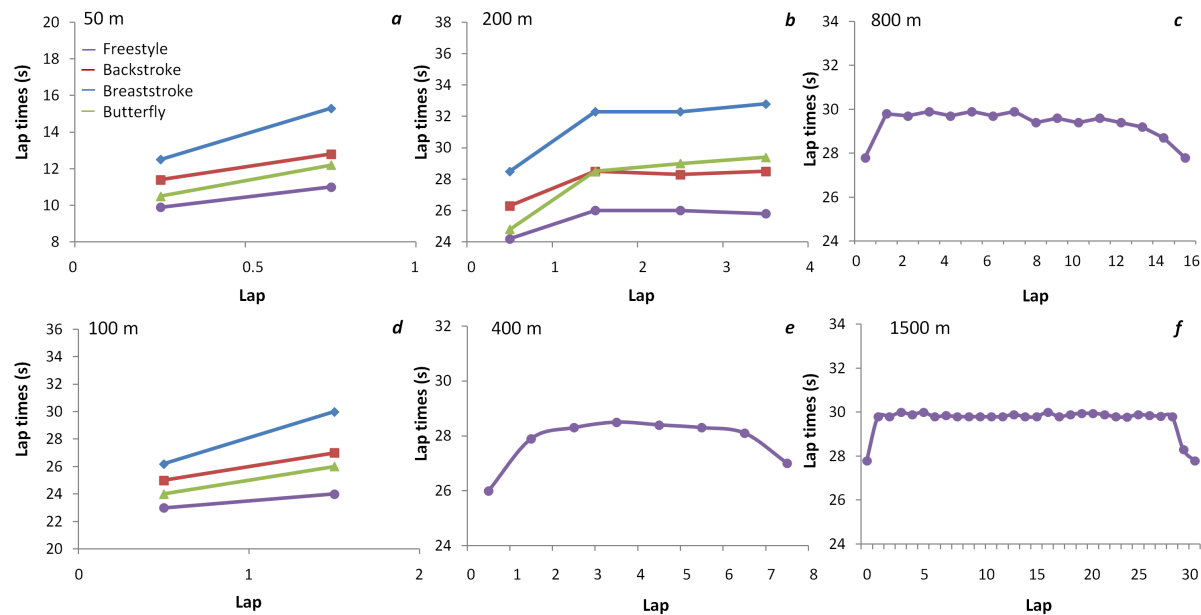 50 m
a
20
18
16
14
12
10
8
Lap times (s)
Freestyle
Backstroke
Breaststroke
Butterfly
0
0.5
1
Lap
200 m
b
38
36
34
32
30
28
26
24
Lap times (s)
0
1
2
3
4
Lap
800 m
c
34
32
30
28
26
24
Lap times (s)
0
2
4
6
8
10
12
14
16
Lap
100 m
d
36
34
32
30
28
26
24
22
20
Lap times (s)
0
1
2
Lap
400 m
e
32
30
28
26
24
Lap times (s)
0
1
2
3
4
5
6
7
8
Lap
1500 m
f
34
32
30
28
26
24
Lap times (s)
0
5
10
15
20
25
30
Lap